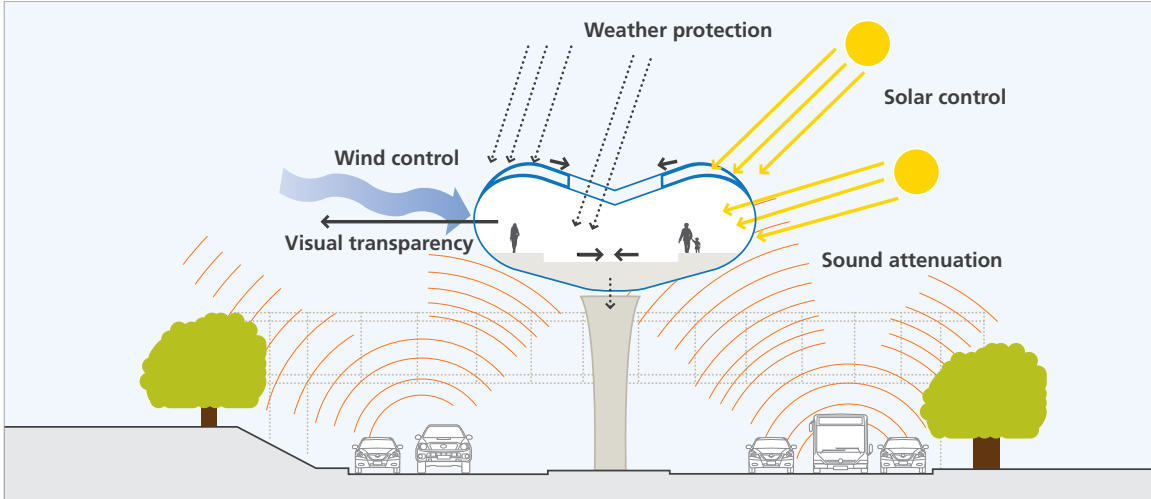 Weather protection
Solar control
Wind control
Visual transparency
Sound attenuation